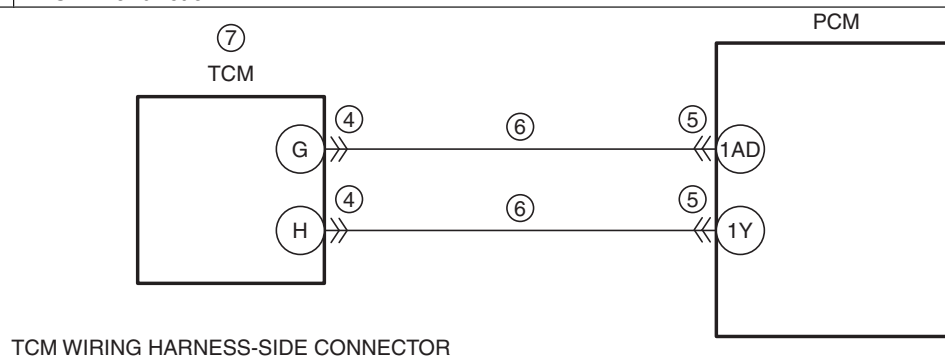 PCM
⑦
TCM
④ ⑥ ⑤
G 1AD
④ ⑥ ⑤
H 1Y
TCM WIRING HARNESS-SIDE CONNECTOR